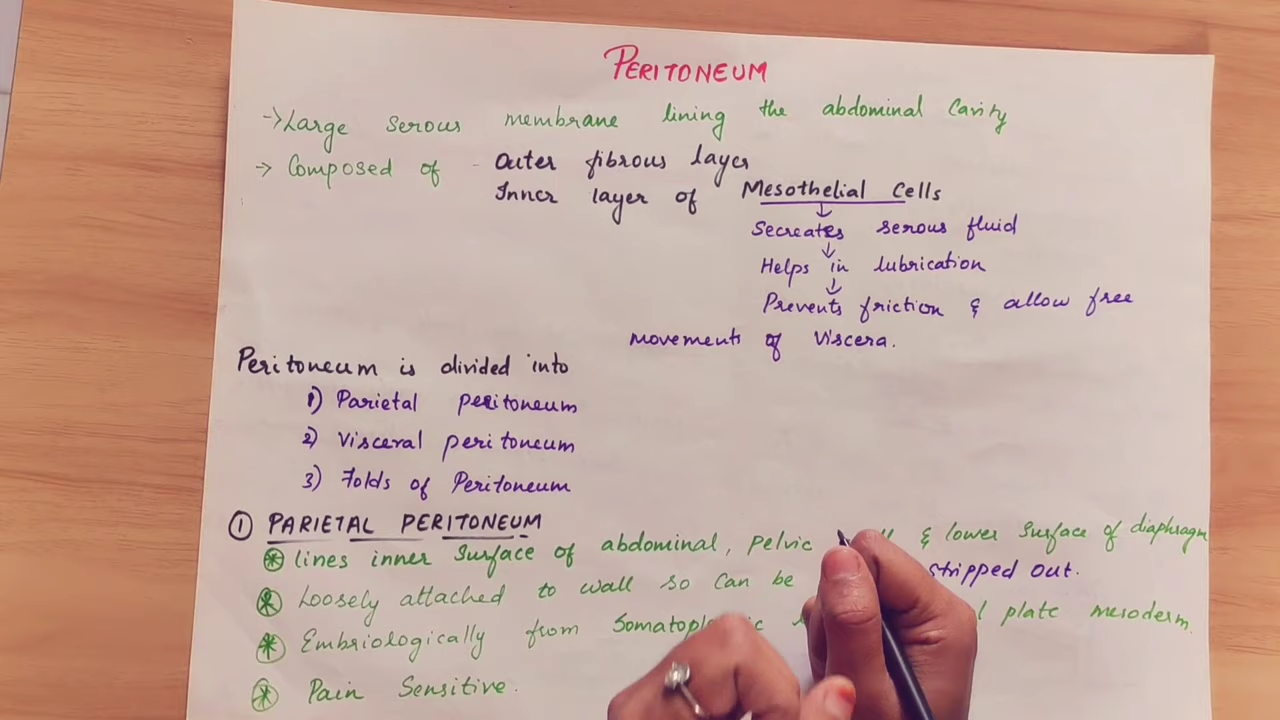 PERITONEUM
→ Large serous membrane lining the abdominal cavity
→ Composed of - Outer fibrous layer
Inner layer of Mesothelial Cells
↓
Secreates serous fluid
↓
Helps in lubrication
↓
Prevents friction & allow free
movements of viscera.
Peritoneum is divided into
1) Parietal peritoneum
2) Visceral peritoneum
3) Folds of Peritoneum
① PARIETAL PERITONEUM
lines inner surface of abdominal, pelvic & lower surface of diaphragm
Loosely attached to wall so can be stripped out.
Embriologically from plate mesoderm.
Pain Sensitive.